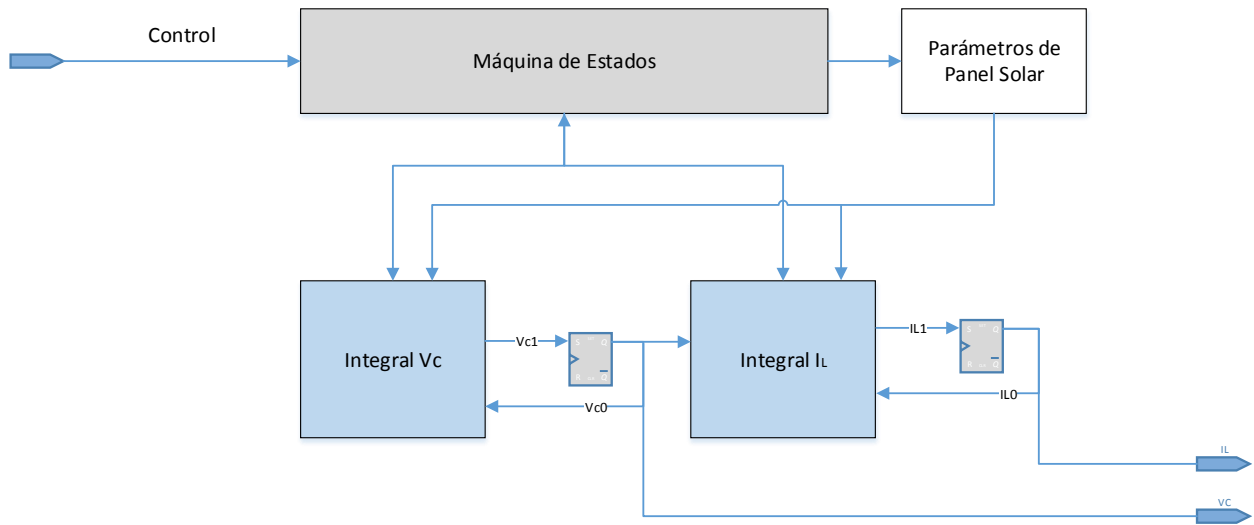 Control
Máquina de Estados
Parámetros de
Panel Solar
Integral Vc
Vc1
S
Q
R
Q
Vc0
Integral IL
IL1
S
Q
R
Q
IL0
IL
VC